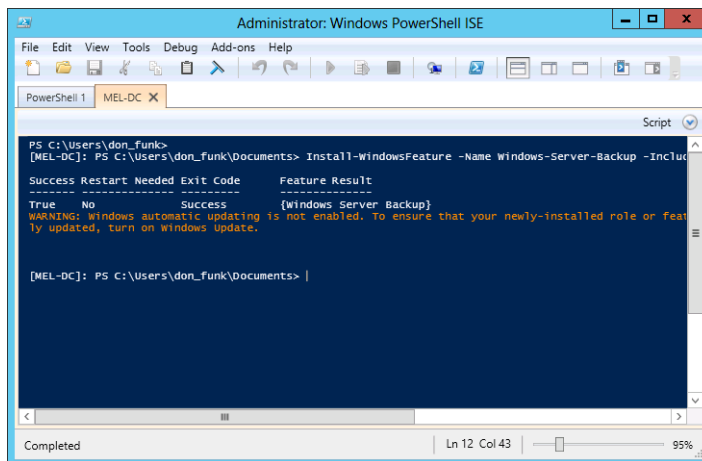 Administrator: Windows PowerShell ISE
File Edit View Tools Debug Add-ons Help
PowerShell 1 MEL-DC
Script
PS C:\Users\don_funk>
[MEL-DC]: PS C:\Users\don_funk\Documents> Install-WindowsFeature -Name Windows-Server-Backup -Includ
Success Restart Needed Exit Code Feature Result
------- -------------- --------- --------------
True No Success {Windows Server Backup}
WARNING: Windows automatic updating is not enabled. To ensure that your newly-installed role or feat
ly updated, turn on Windows Update.
[MEL-DC]: PS C:\Users\don_funk\Documents>
Completed Ln 12 Col 43 95%